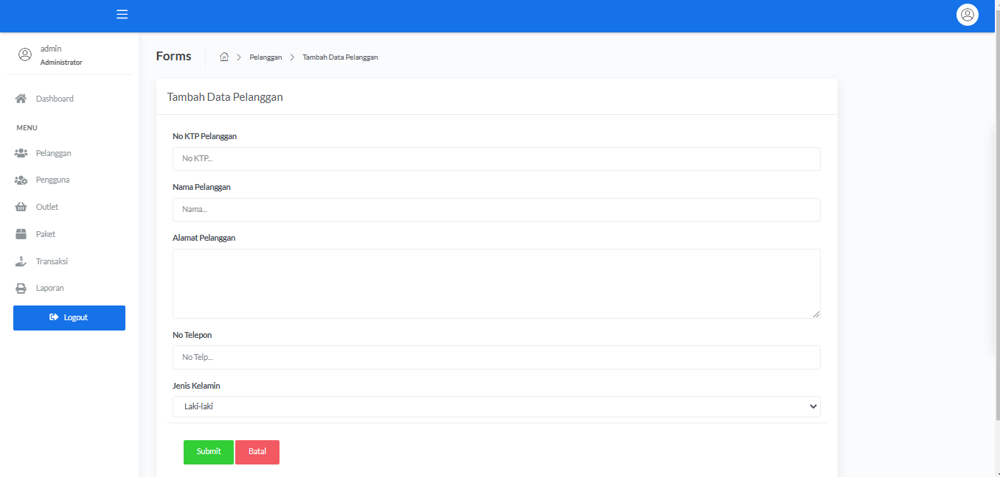 admin
Administrator
Dashboard
MENU
Pelanggan
Pengguna
Outlet
Paket
Transaksi
Laporan
Logout
Forms
Pelanggan
Tambah Data Pelanggan
Tambah Data Pelanggan
No KTP Pelanggan
No KTP...
Nama Pelanggan
Nama...
Alamat Pelanggan
No Telepon
No Telp...
Jenis Kelamin
Laki-laki
Submit
Batal